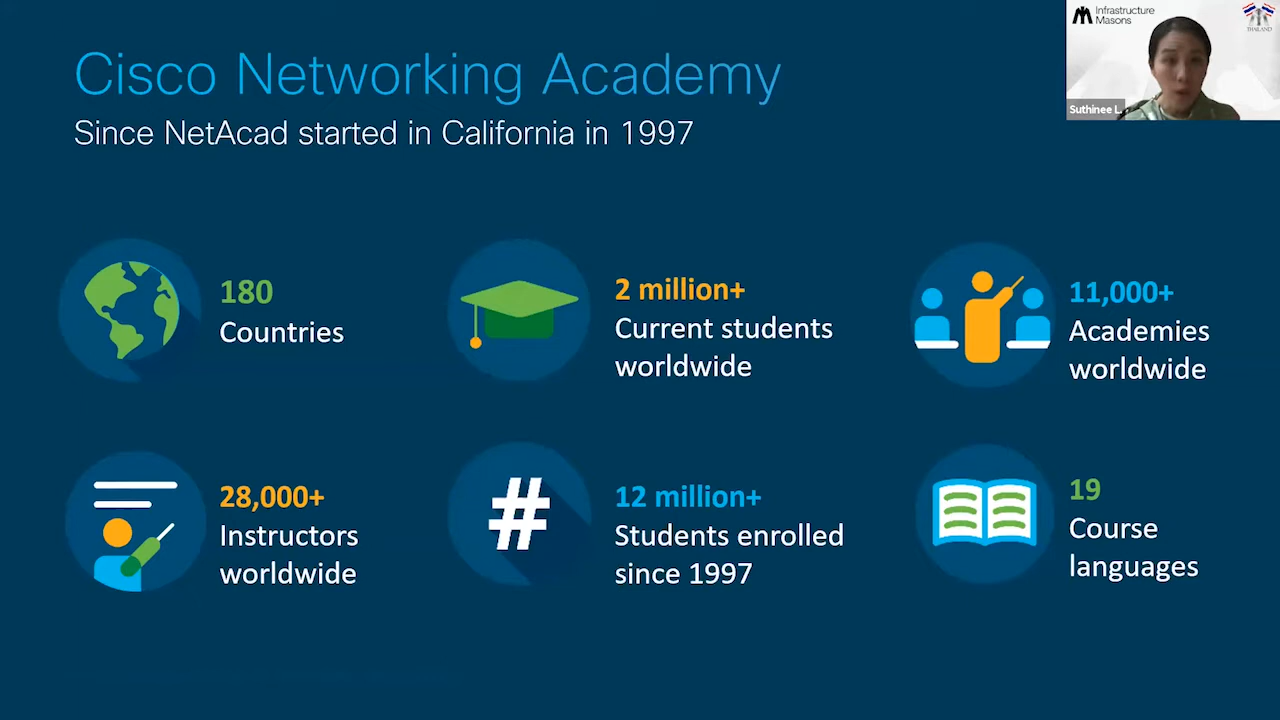 Cisco Networking Academy
Since NetAcad started in California in 1997
Infrastructure
Masons
THAILAND
Suthinee L.
180
Countries
2 million+
Current students
worldwide
11,000+
Academies
worldwide
28,000+
Instructors
worldwide
#
12 million+
Students enrolled
since 1997
19
Course
languages